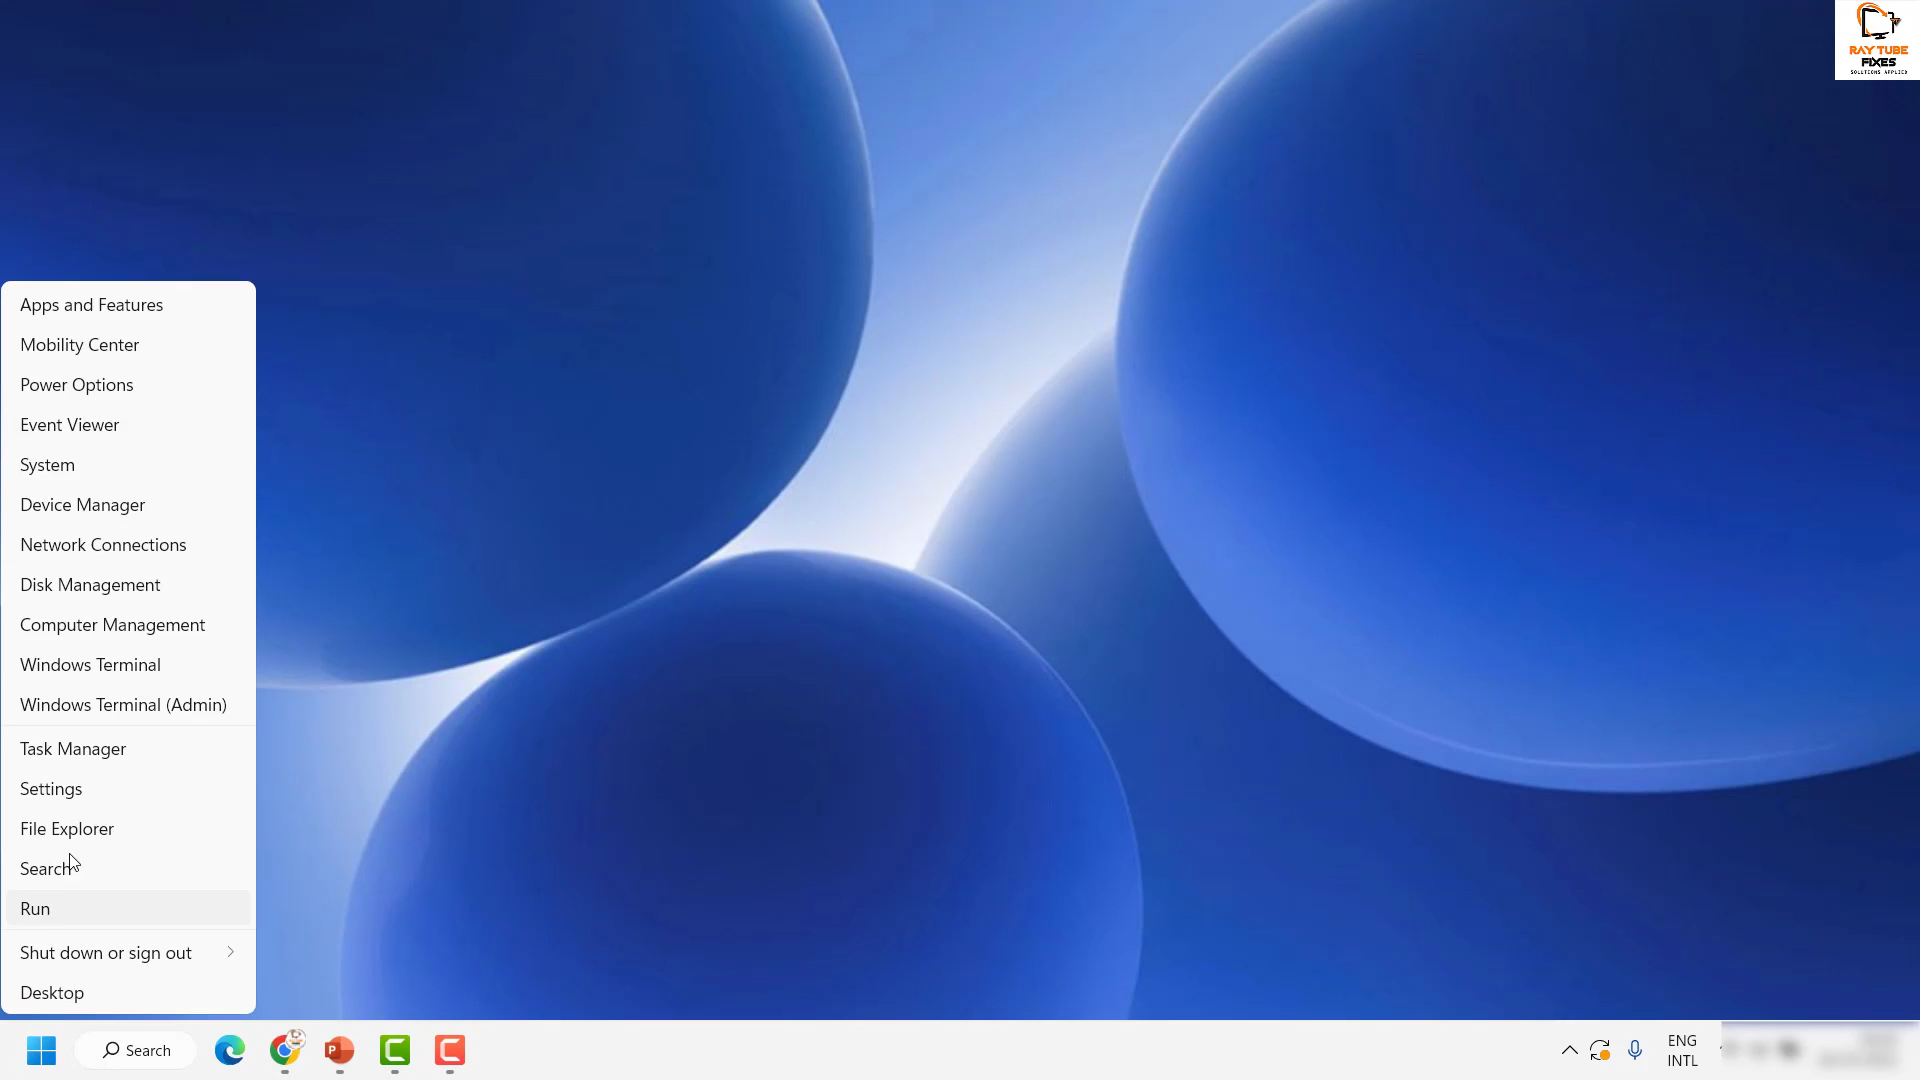 RAY TUBE
FIXES
SOLUTIONS APPLIED
Apps and Features
Mobility Center
Power Options
Event Viewer
System
Device Manager
Network Connections
Disk Management
Computer Management
Windows Terminal
Windows Terminal (Admin)
Task Manager
Settings
File Explorer
Search
Run
Shut down or sign out
Desktop
Search
ENG
INTL